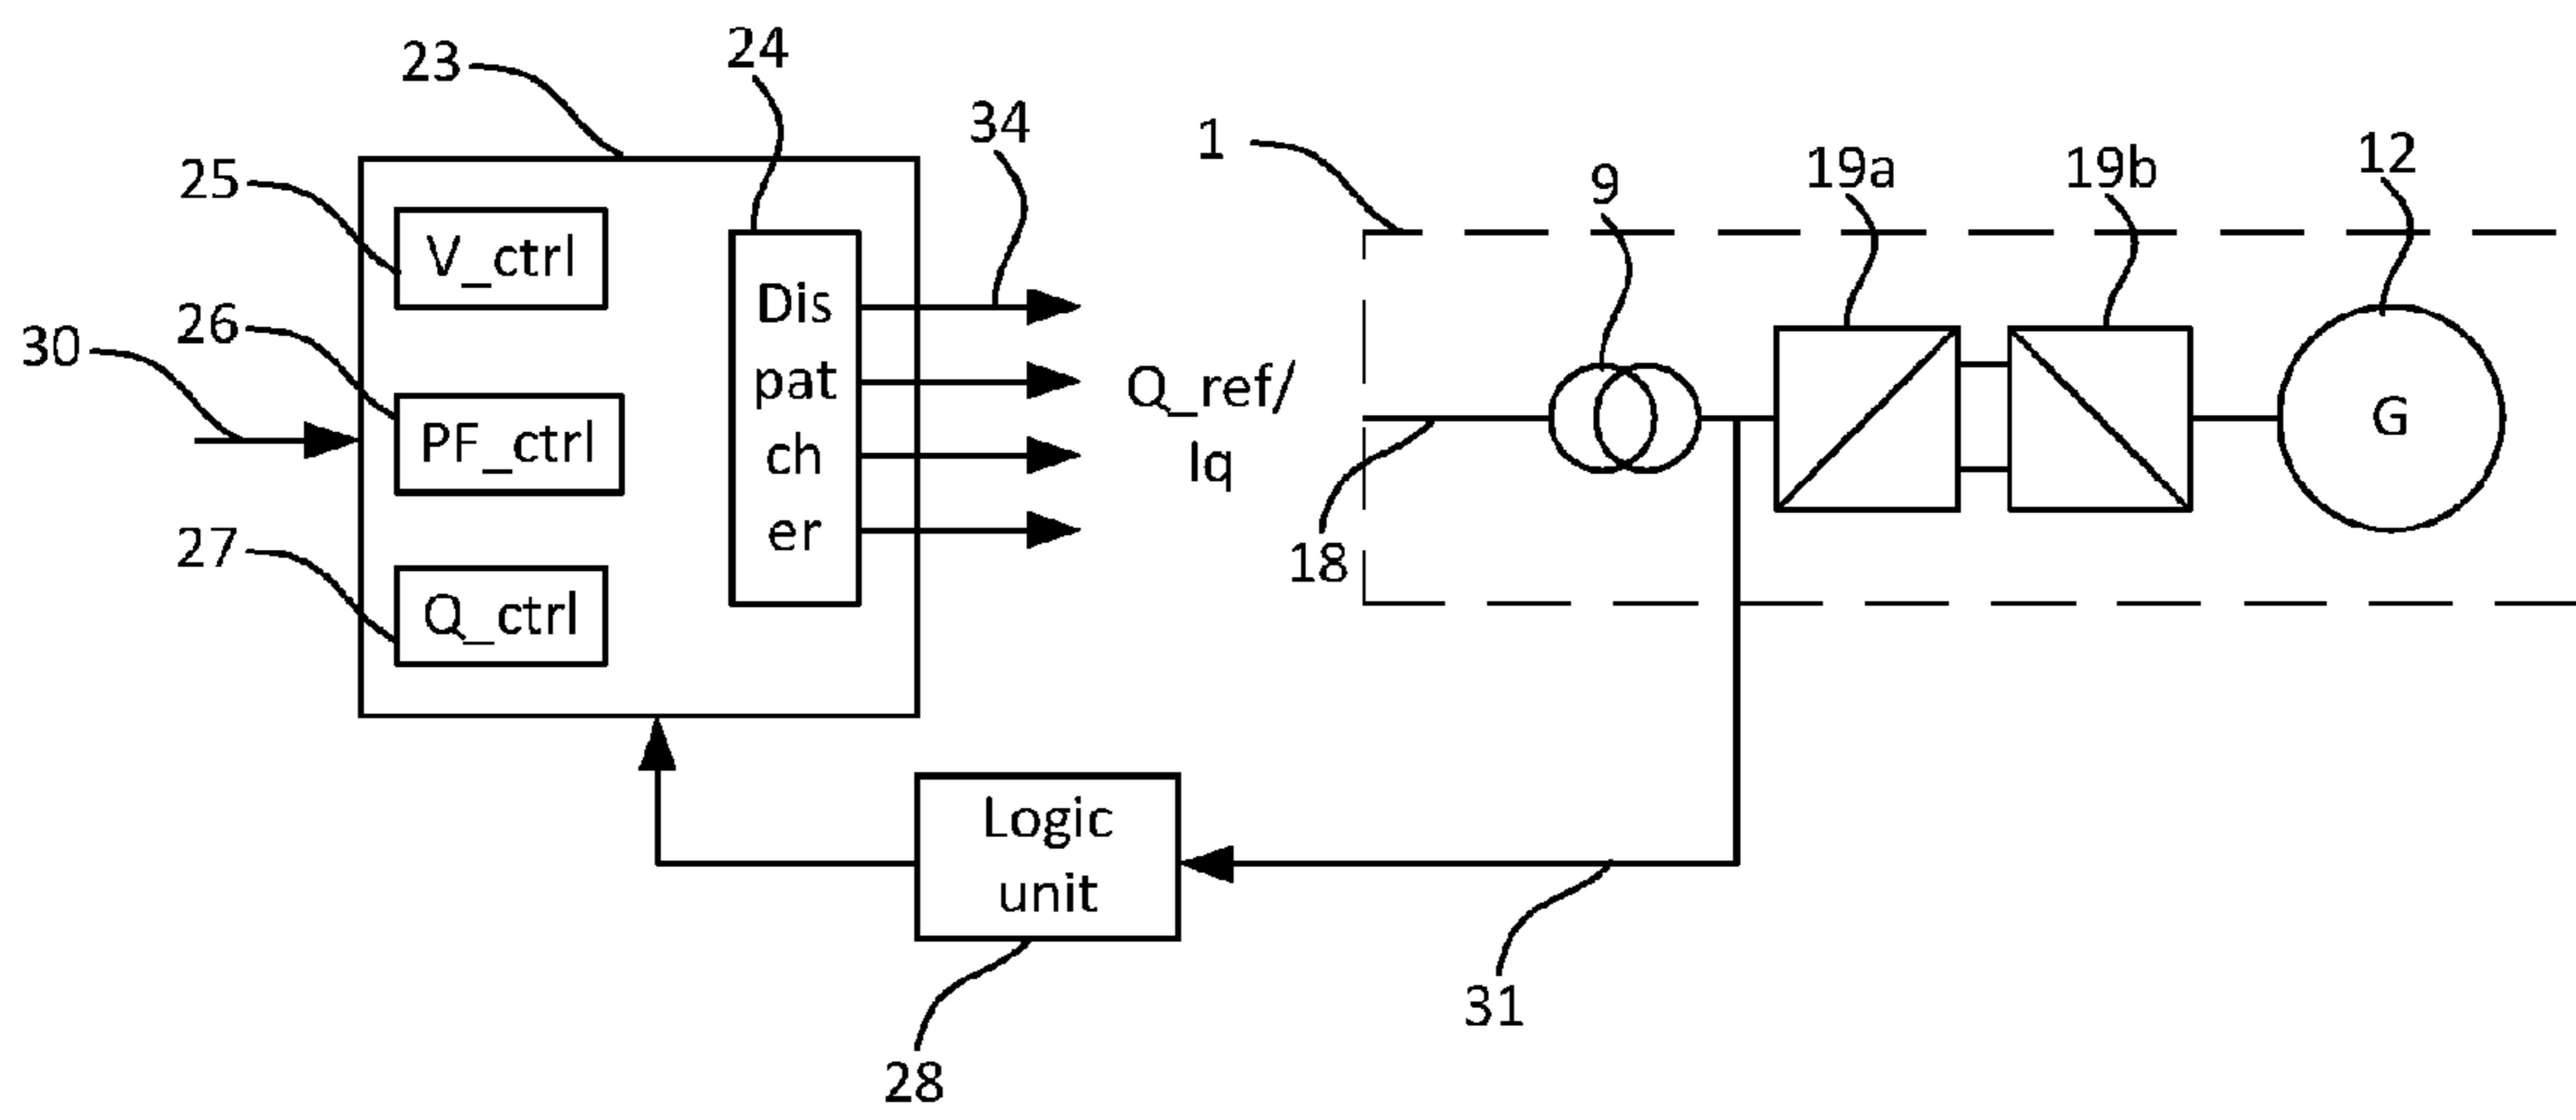 23
24
34
1
9
19a
19b
12
25
V_ctrl
26
30
PF_ctrl
27
Q_ctrl
Dis
pat
ch
er
Q_ref/
Iq
18
G
Logic
unit
31
28